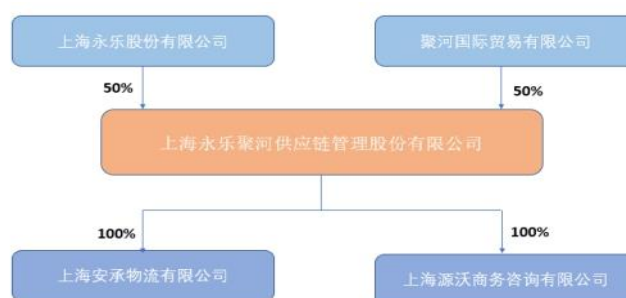 上海永乐股份有限公司
聚河国际贸易有限公司
50%
50%
上海永乐聚河供应链管理股份有限公司
100%
100%
上海安承物流有限公司
上海源沃商务咨询有限公司